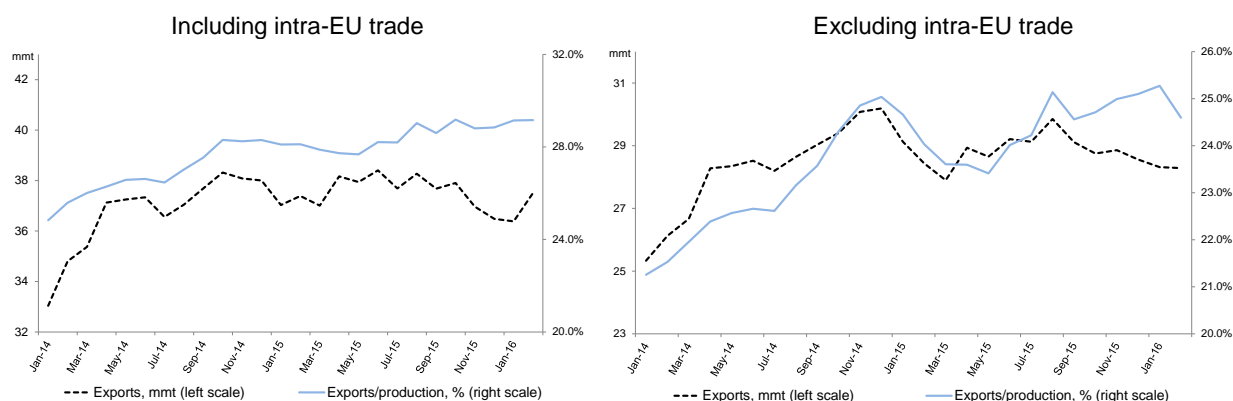 Including intra-EU trade
mmt
32.0%
42
40
28.0%
38
36
24.0%
34
32
20.0%
Jan-14
Mar-14
May-14
Jul-14
Sep-14
Nov-14
Jan-15
Mar-15
May-15
Jul-15
Sep-15
Nov-15
Jan-16
Exports, mmt (left scale)
Exports/production, % (right scale)
Excluding intra-EU trade
mmt
26.0%
31
25.0%
29
24.0%
23.0%
27
22.0%
25
21.0%
23
20.0%
Jan-14
Mar-14
May-14
Jul-14
Sep-14
Nov-14
Jan-15
Mar-15
May-15
Jul-15
Sep-15
Nov-15
Jan-16
Exports, mmt (left scale)
Exports/production, % (right scale)